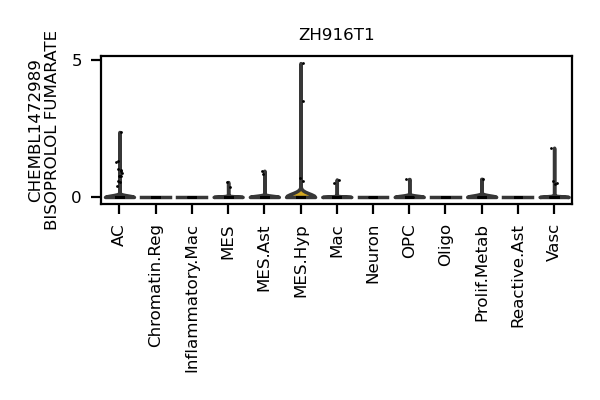 ZH916T1
CHEMBL1472989
BISOPROLOL FUMARATE
5
0
AC
Chromatin.Reg
Inflammatory.Mac
MES
MES.Ast
MES.Hyp
Mac
Neuron
OPC
Oligo
Prolif.Metab
Reactive.Ast
Vasc